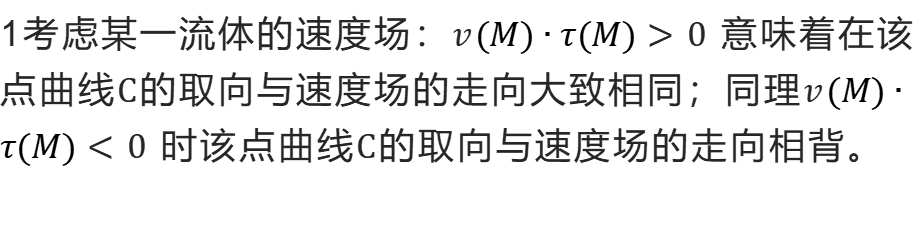 1考虑某一流体的速度场：v(M)·τ(M) > 0 意味着在该
点曲线C的取向与速度场的走向大致相同；同理v(M)·
τ(M) < 0 时该点曲线C的取向与速度场的走向相背。